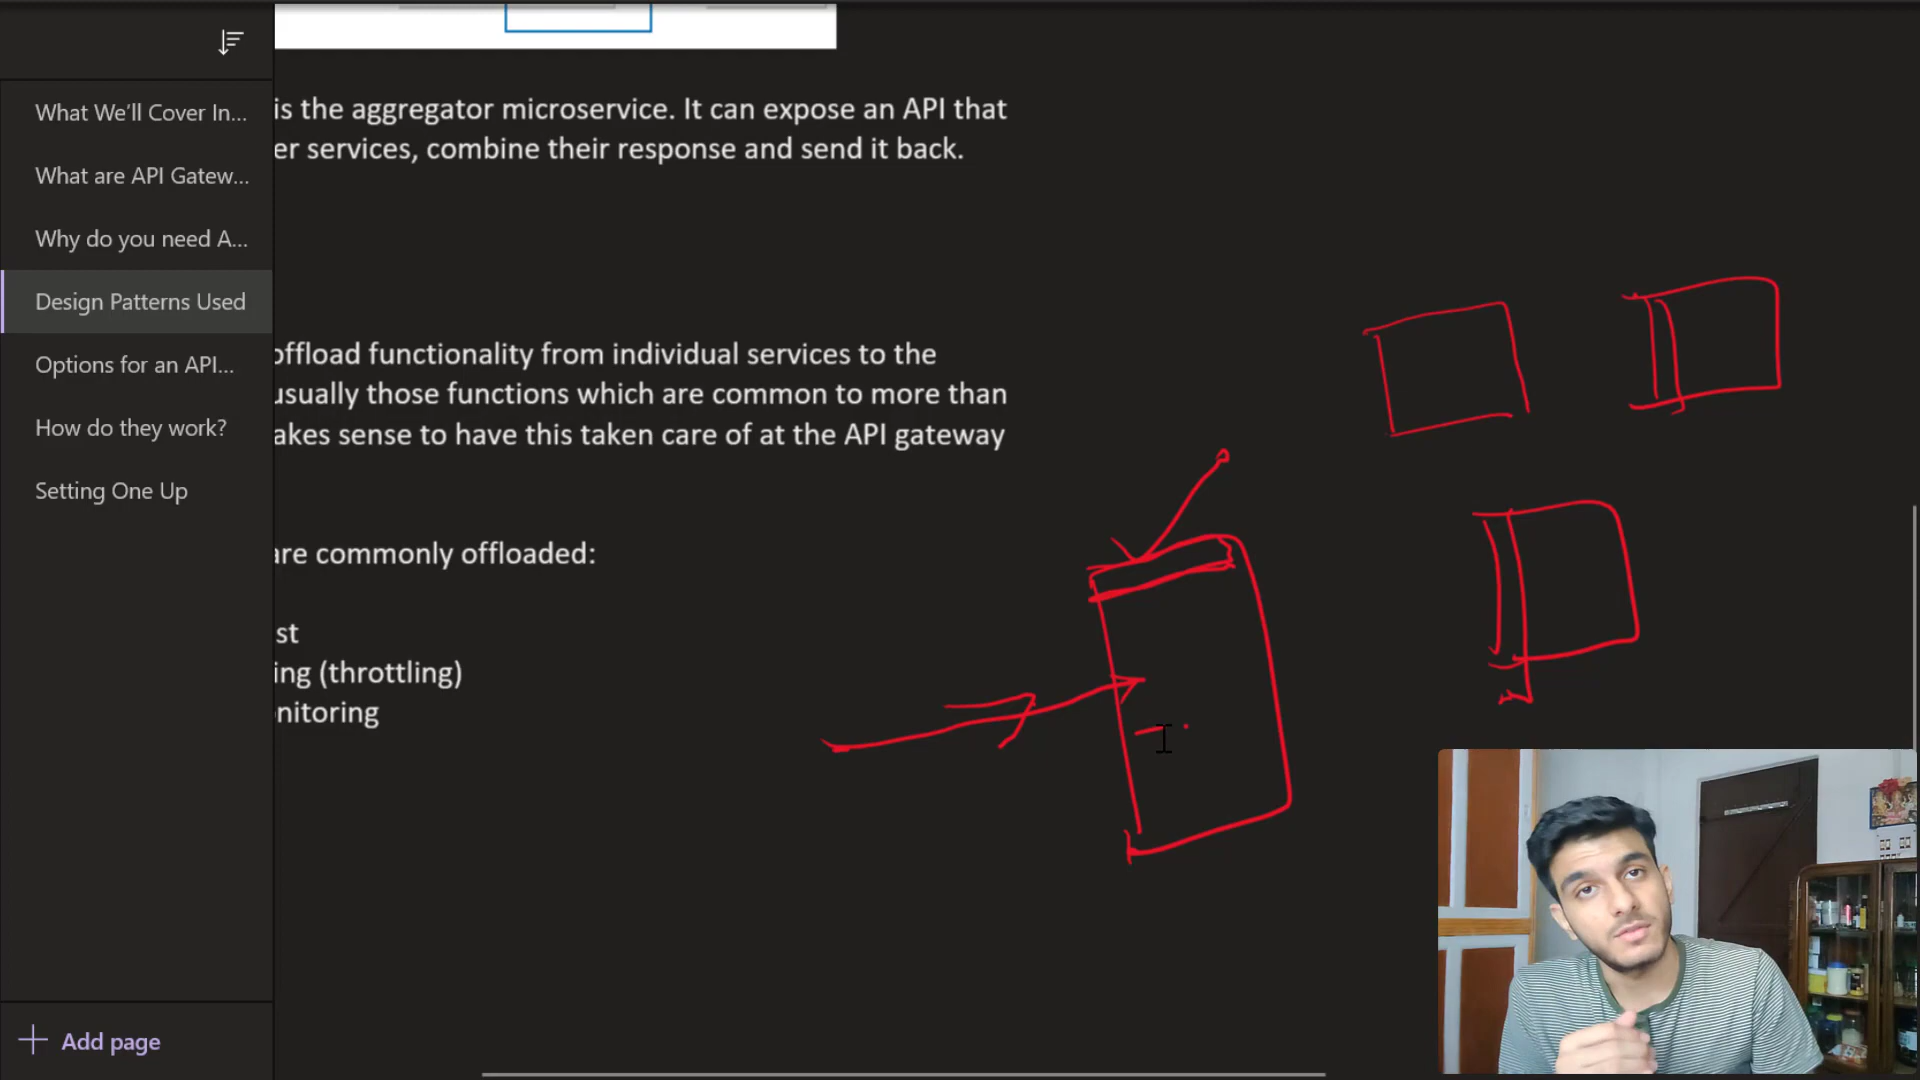 What We'll Cover In...
What are API Gatew...
Why do you need A...
Design Patterns Used
Options for an API...
How do they work?
Setting One Up
Add page
is the aggregator microservice. It can expose an API that
er services, combine their response and send it back.
offload functionality from individual services to the
usually those functions which are common to more than
akes sense to have this taken care of at the API gateway
are commonly offloaded:
st
ing (throttling)
nitoring